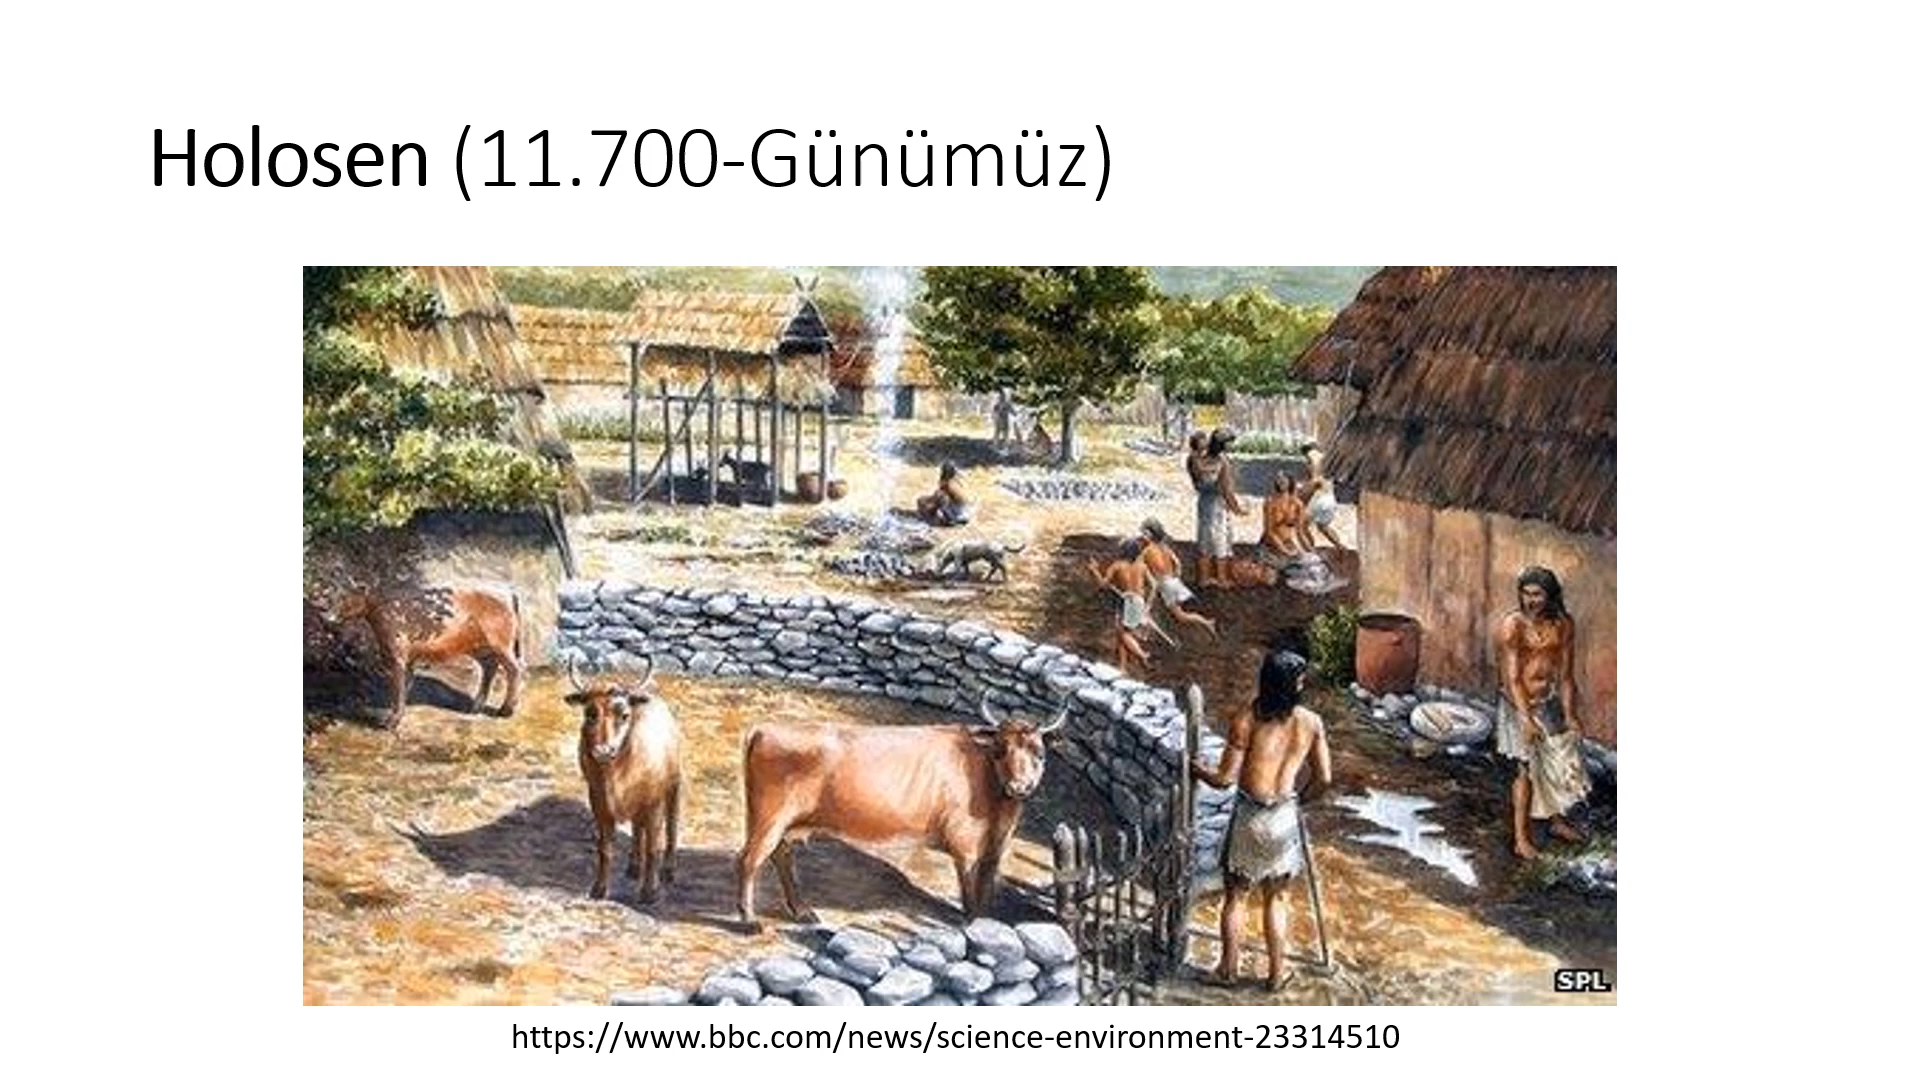 Holosen (11.700-Günümüz)
SPL
https://www.bbc.com/news/science-environment-23314510